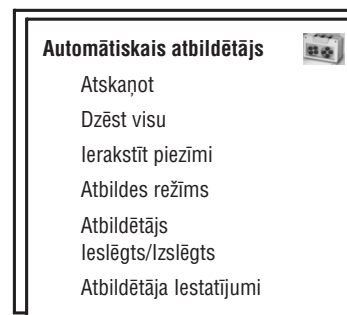 Automātiskais atbildētājs
Atskaņot
Dzēst visu
Ierakstīt piezīmi
Atbildes režīms
Atbildētājs
Ieslēgts/Izslēgts
Atbildētāja Iestatījumi